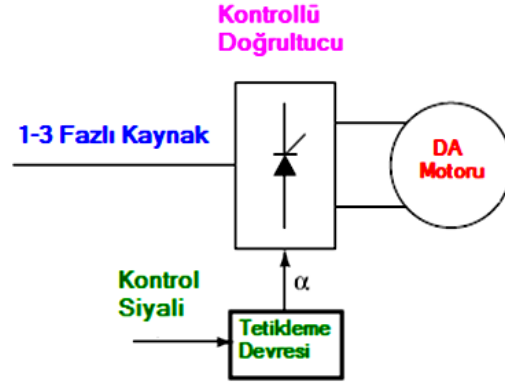 Kontrollü
Doğrultucu
1-3 Fazlı Kaynak
DA
Motoru
Kontrol
Siyali
α
Tetikleme
Devresi